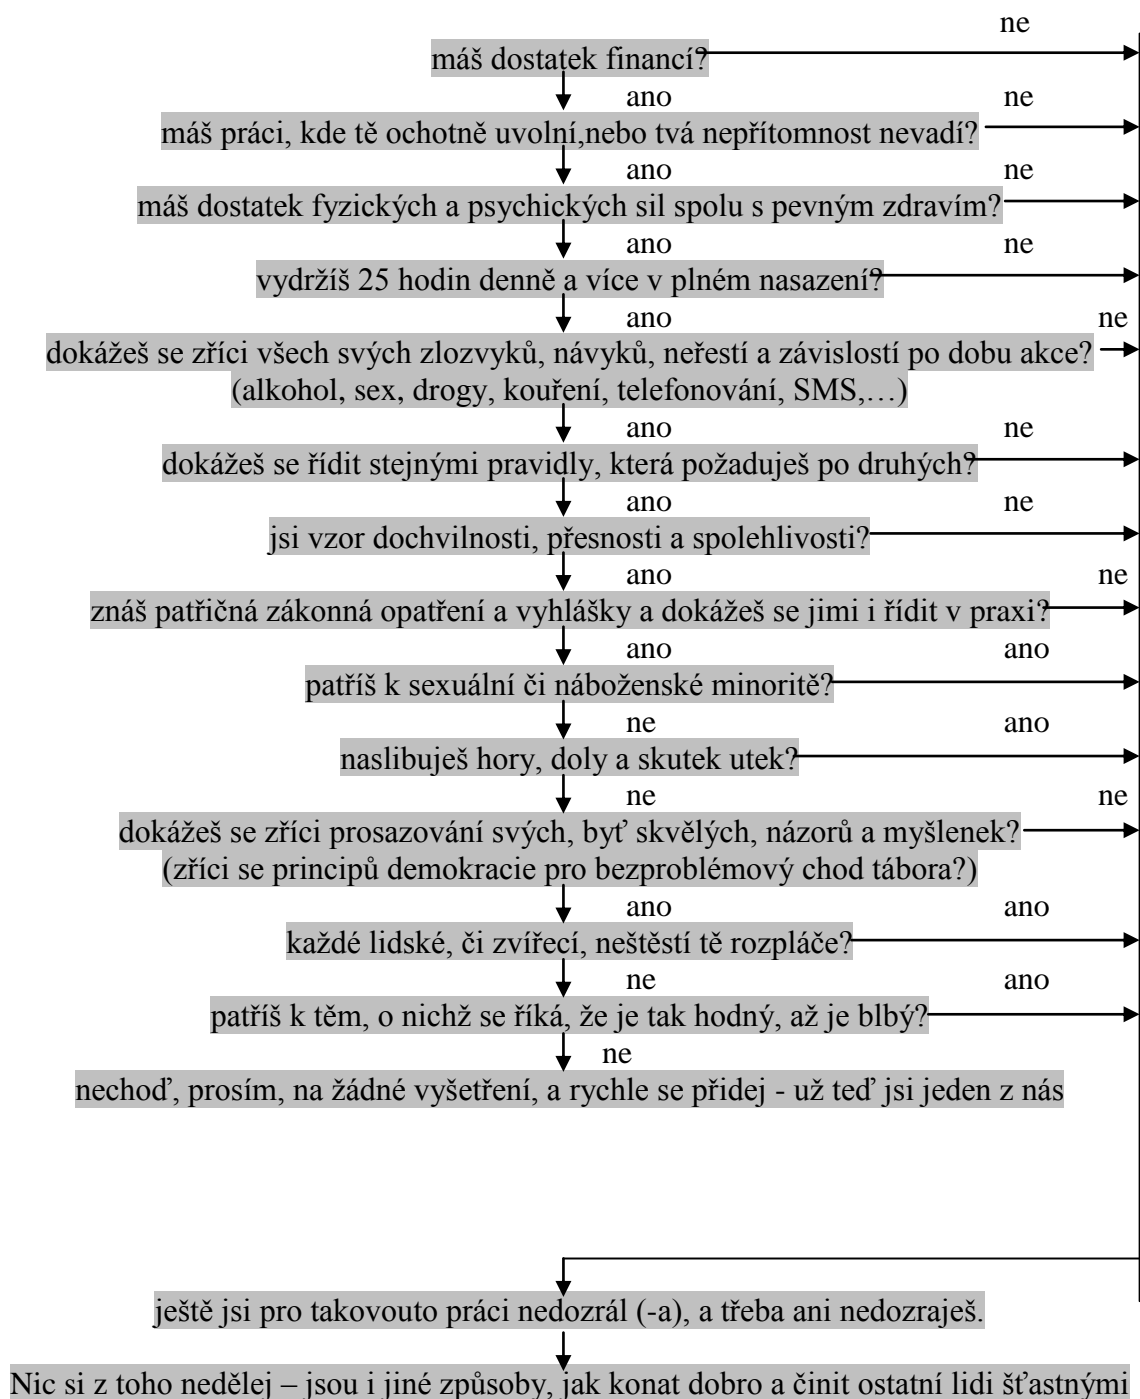 ne
máš dostatek financí?
ano ne
máš práci, kde tě ochotně uvolní,nebo tvá nepřítomnost nevadí?
ano ne
máš dostatek fyzických a psychických sil spolu s pevným zdravím?
ano ne
vydržíš 25 hodin denně a více v plném nasazení?
ano ne
dokážeš se zříci všech svých zlozvyků, návyků, neřestí a závislostí po dobu akce?
(alkohol, sex, drogy, kouření, telefonování, SMS,…)
ano ne
dokážeš se řídit stejnými pravidly, která požaduješ po druhých?
ano ne
jsi vzor dochvilnosti, přesnosti a spolehlivosti?
ano ne
znáš patřičná zákonná opatření a vyhlášky a dokážeš se jimi i řídit v praxi?
ano ano
patříš k sexuální či náboženské minoritě?
ne ano
naslibuješ hory, doly a skutek utek?
ne ne
dokážeš se zříci prosazování svých, byť skvělých, názorů a myšlenek?
(zříci se principů demokracie pro bezproblémový chod tábora?)
ano ano
každé lidské, či zvířecí, neštěstí tě rozpláče?
ne ano
patříš k těm, o nichž se říká, že je tak hodný, až je blbý?
ne
nechoď, prosím, na žádné vyšetření, a rychle se přidej - už teď jsi jeden z nás
ještě jsi pro takovouto práci nedozrál (-a), a třeba ani nedozraješ.
Nic si z toho nedělej – jsou i jiné způsoby, jak konat dobro a činit ostatní lidi šťastnými